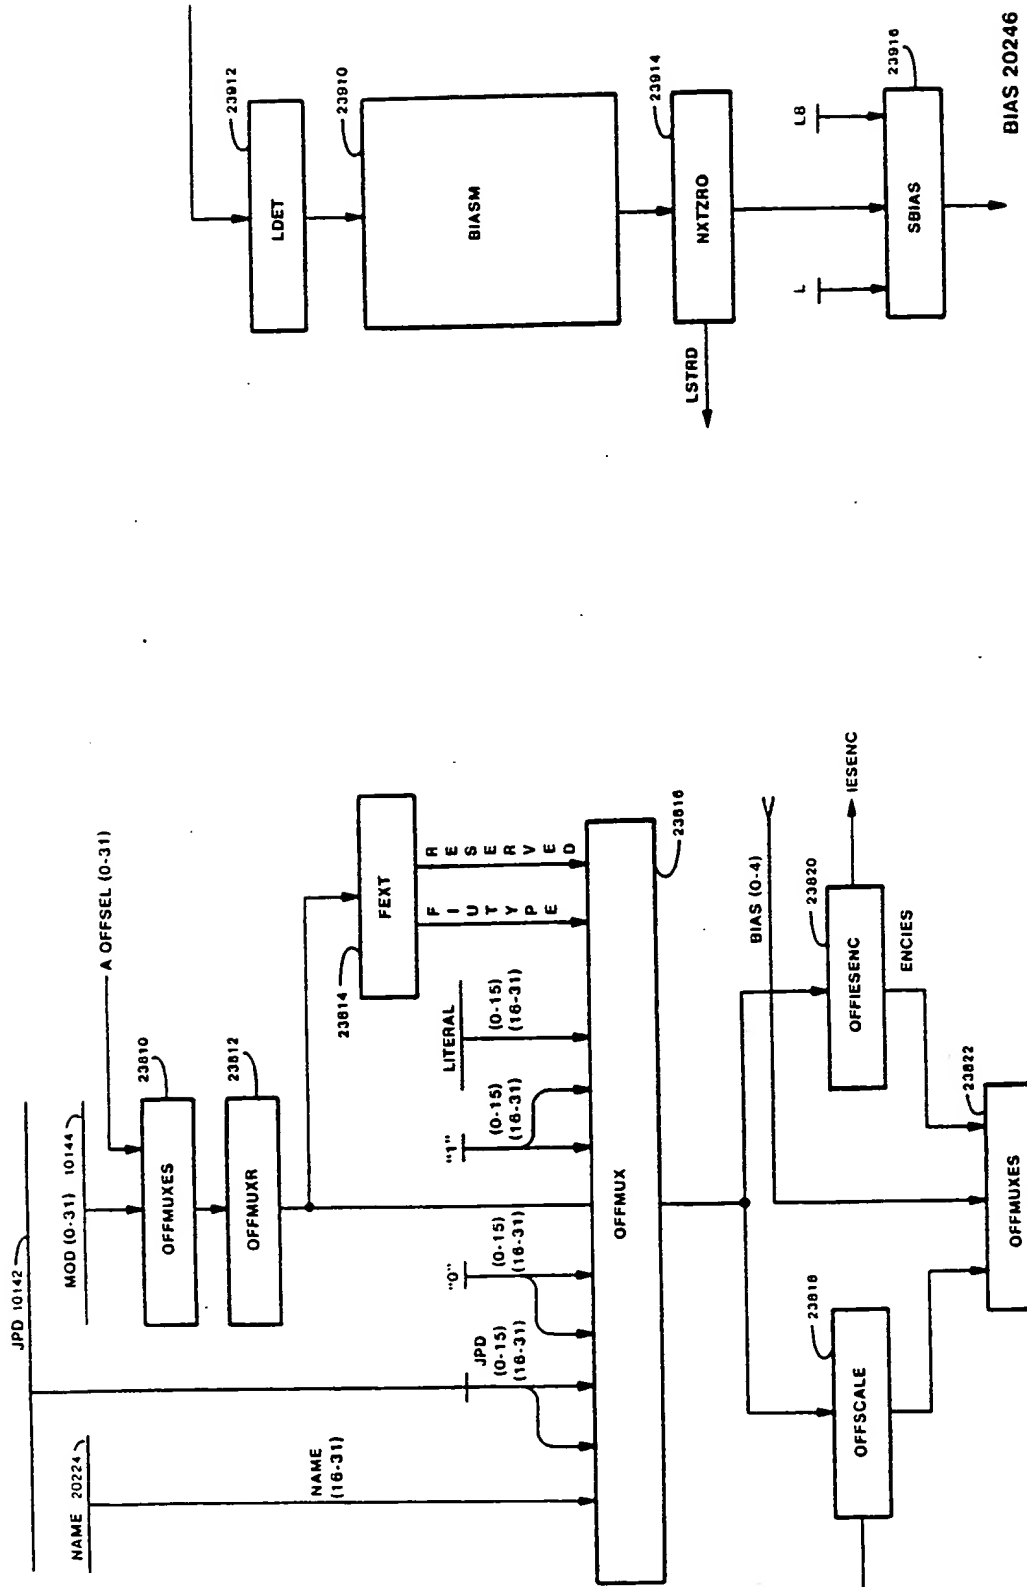 JPD 10142
NAME 20224
MOD (0-31) 10144
A OFFSEL (0-31)
OFFMUXES
23810
OFFMUXR
23812
NAME
(16-31)
JPD
(0-15)
(16-31)
"0"
(0-15)
(16-31)
"1"
(0-15)
(16-31)
LITERAL
(0-15)
(16-31)
23814
FEXT
FIUTYPE
RESERVED
OFFMUX
23816
BIAS (0-4)
OFFSCALE
23818
OFFIESENC
23820
IESENC
ENCIES
OFFMUXES
23822
LDET
23912
BIASM
23910
NXTZRO
23914
LSTRD
L
L8
SBIAS
23916
BIAS 20246